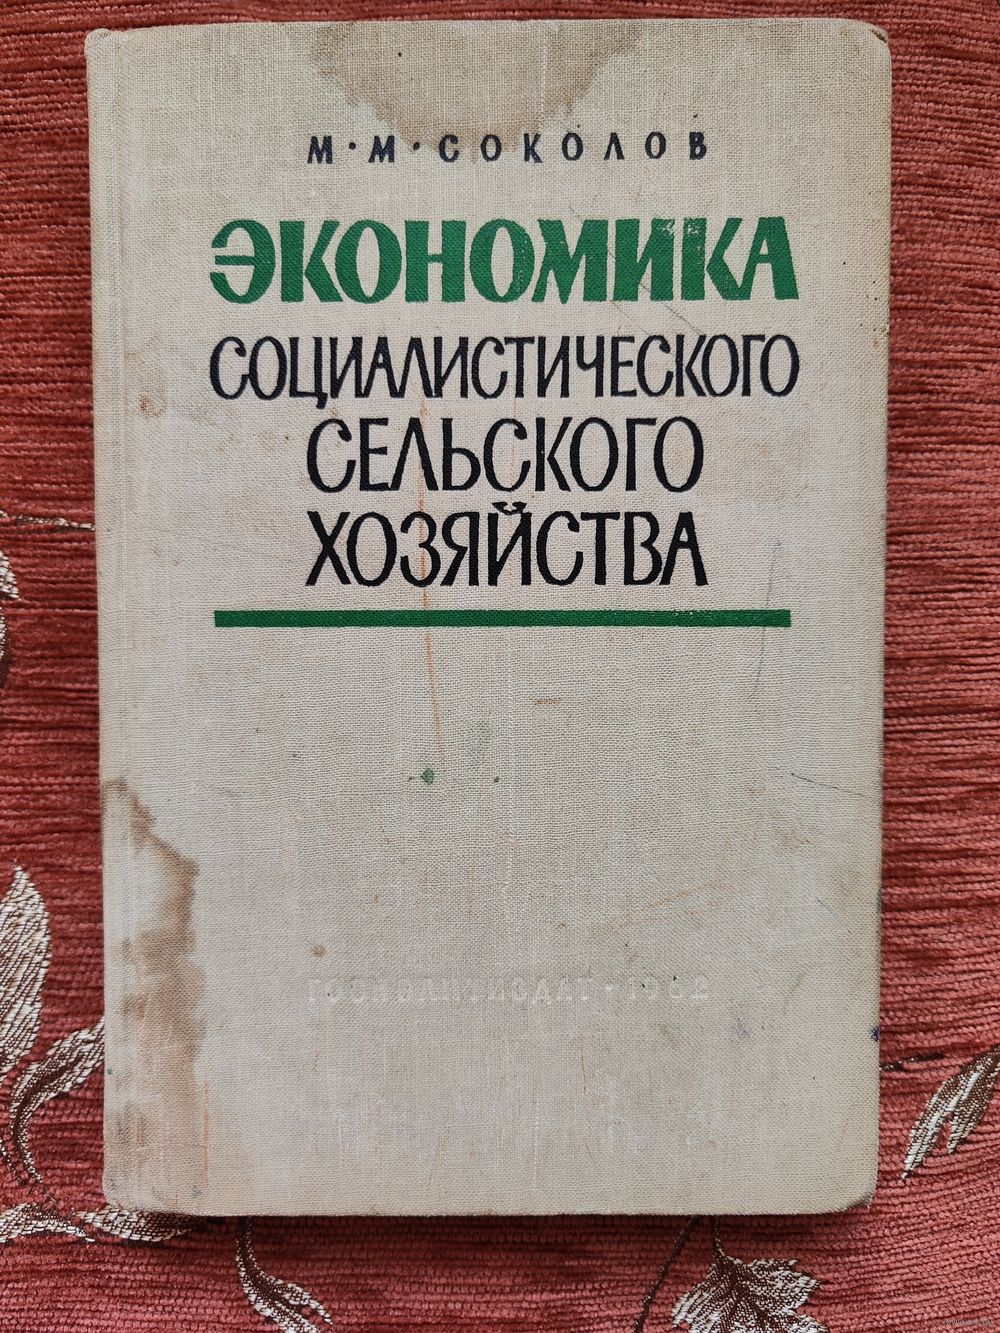 М·М·СОКОЛОВ
ЭКОНОМИКА
СОЦИАЛИСТИЧЕСКОГО
СЕЛЬСКОГО
ХОЗЯЙСТВА